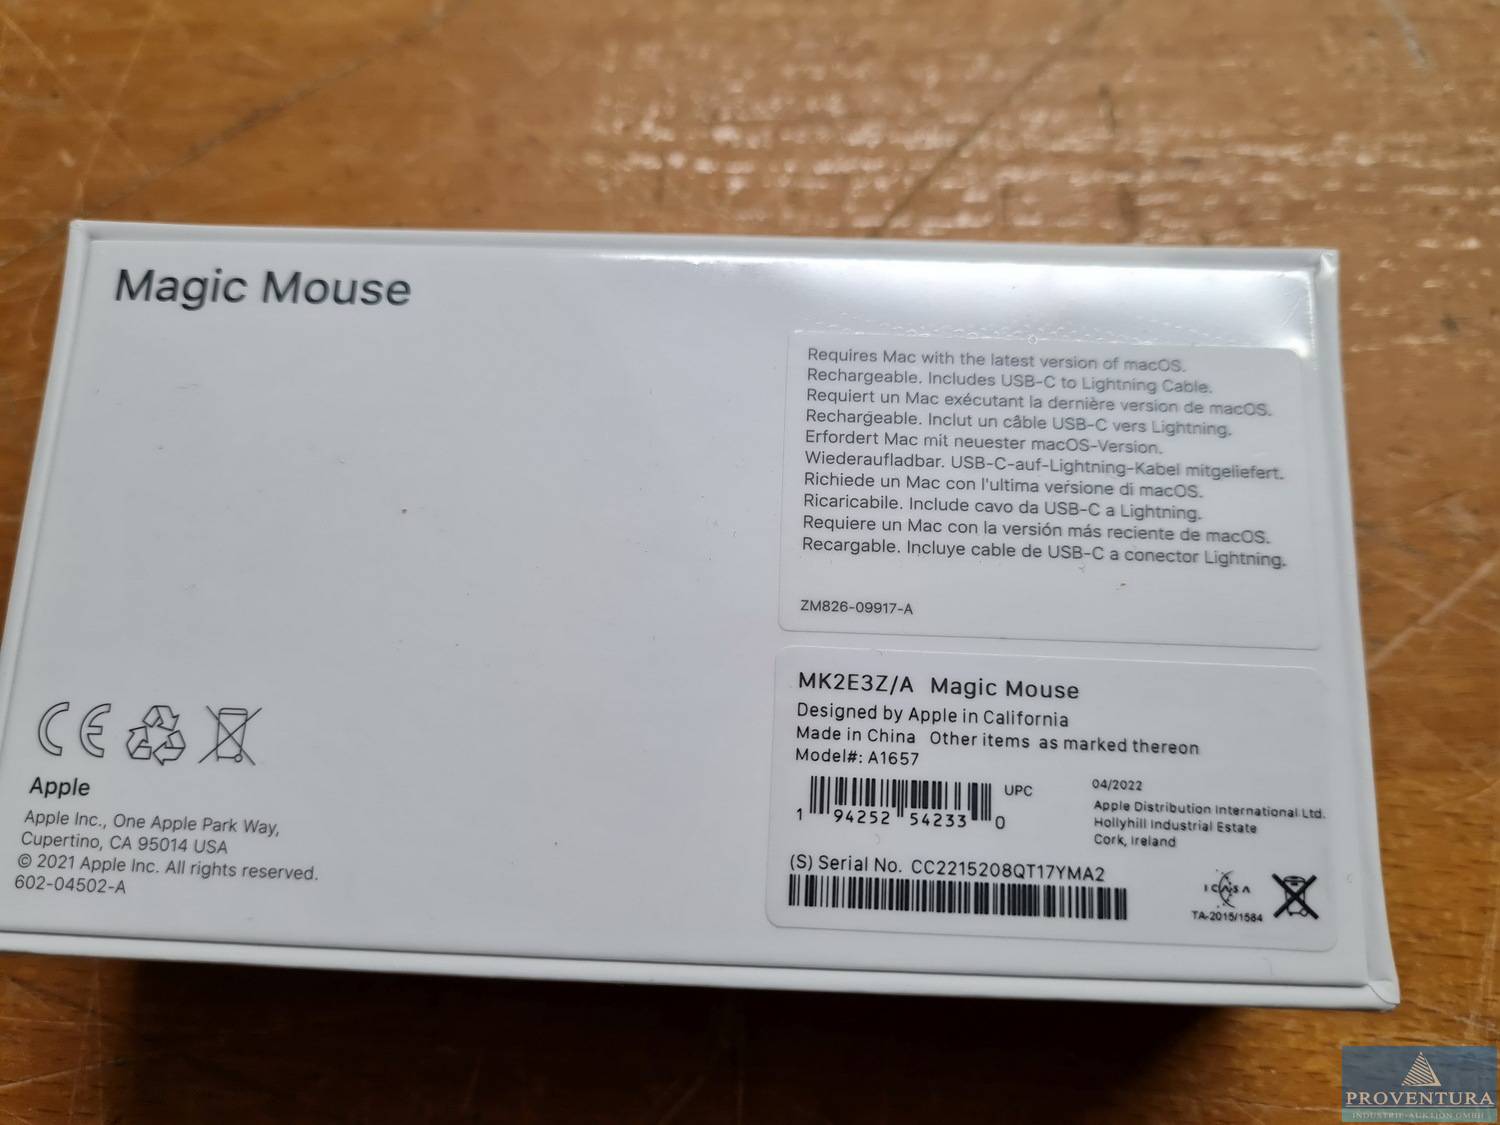 Magic Mouse
Requires Mac with the latest version of macOS.
Rechargeable. Includes USB-C to Lightning Cable.
Requiert un Mac exécutant la dernière version de macOS.
Rechargeable. Inclut un câble USB-C vers Lightning.
Erfordert Mac mit neuester macOS-Version.
Wiederaufladbar. USB-C-auf-Lightning-Kabel mitgeliefert.
Richiede un Mac con l'ultima versione di macOS.
Ricaricabile. Include cavo da USB-C a Lightning.
Requiere un Mac con la versión más reciente de macOS.
Recargable. Incluye cable de USB-C a conector Lightning.
ZM826-09917-A
CE
Apple
Apple Inc., One Apple Park Way,
Cupertino, CA 95014 USA
© 2021 Apple Inc. All rights reserved.
602-04502-A
MK2E3Z/A Magic Mouse
Designed by Apple in California
Made in China Other items as marked thereon
Model#: A1657
UPC
1 94252 54233 0
04/2022
Apple Distribution International Ltd.
Hollyhill Industrial Estate
Cork, Ireland
(S) Serial No. CC2215208QT17YMA2
ICASA
TA-2015/1584
PROVENTURA
INDUSTRIE-AUKTION GMBH